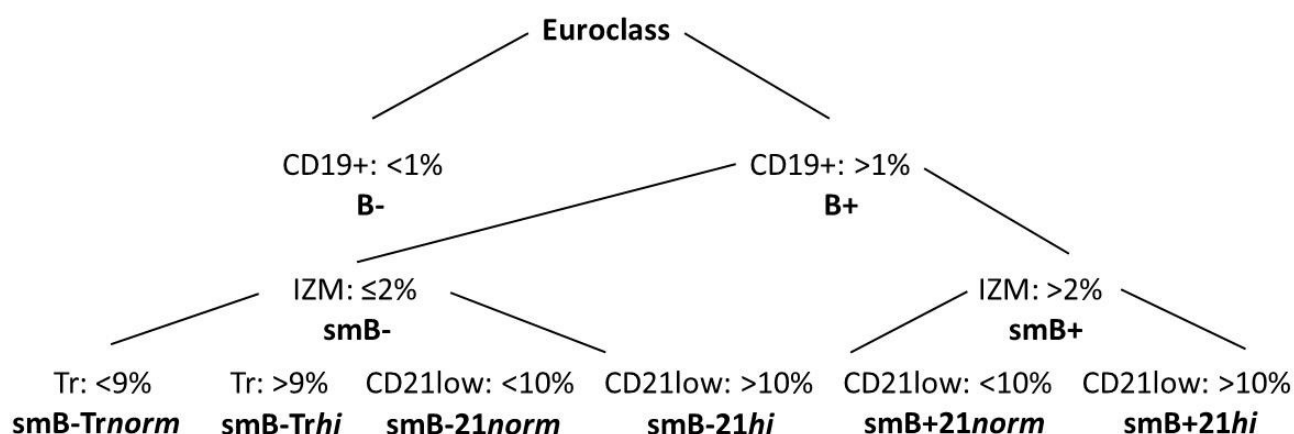 Euroclass
CD19+: <1%
B-
CD19+: >1%
B+
IZM: ≤2%
smB-
IZM: >2%
smB+
Tr: <9%
smB-Trnorm
Tr: >9%
smB-Trhi
CD21low: <10%
smB-21norm
CD21low: >10%
smB-21hi
CD21low: <10%
smB+21norm
CD21low: >10%
smB+21hi